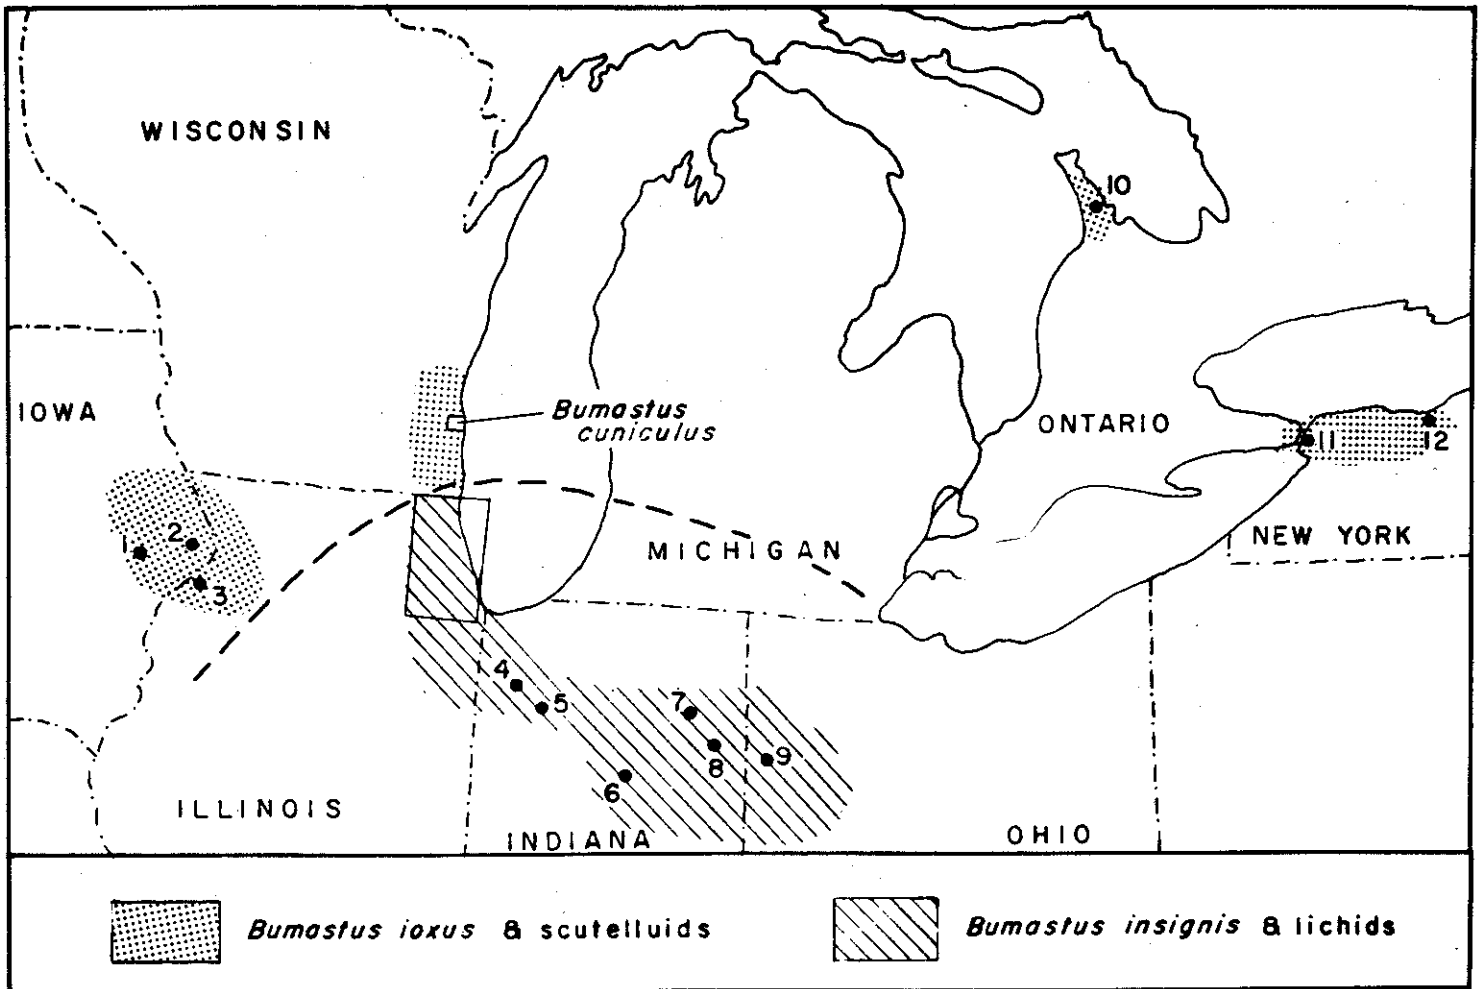 WISCONSIN
10
IOWA
Bumastus
cuniculus
ONTARIO
11
12
NEW YORK
1
2
3
MICHIGAN
4
5
7
8
9
6
ILLINOIS
INDIANA
OHIO
Bumastus ioxus & scutelluids
Bumastus insignis & lichids